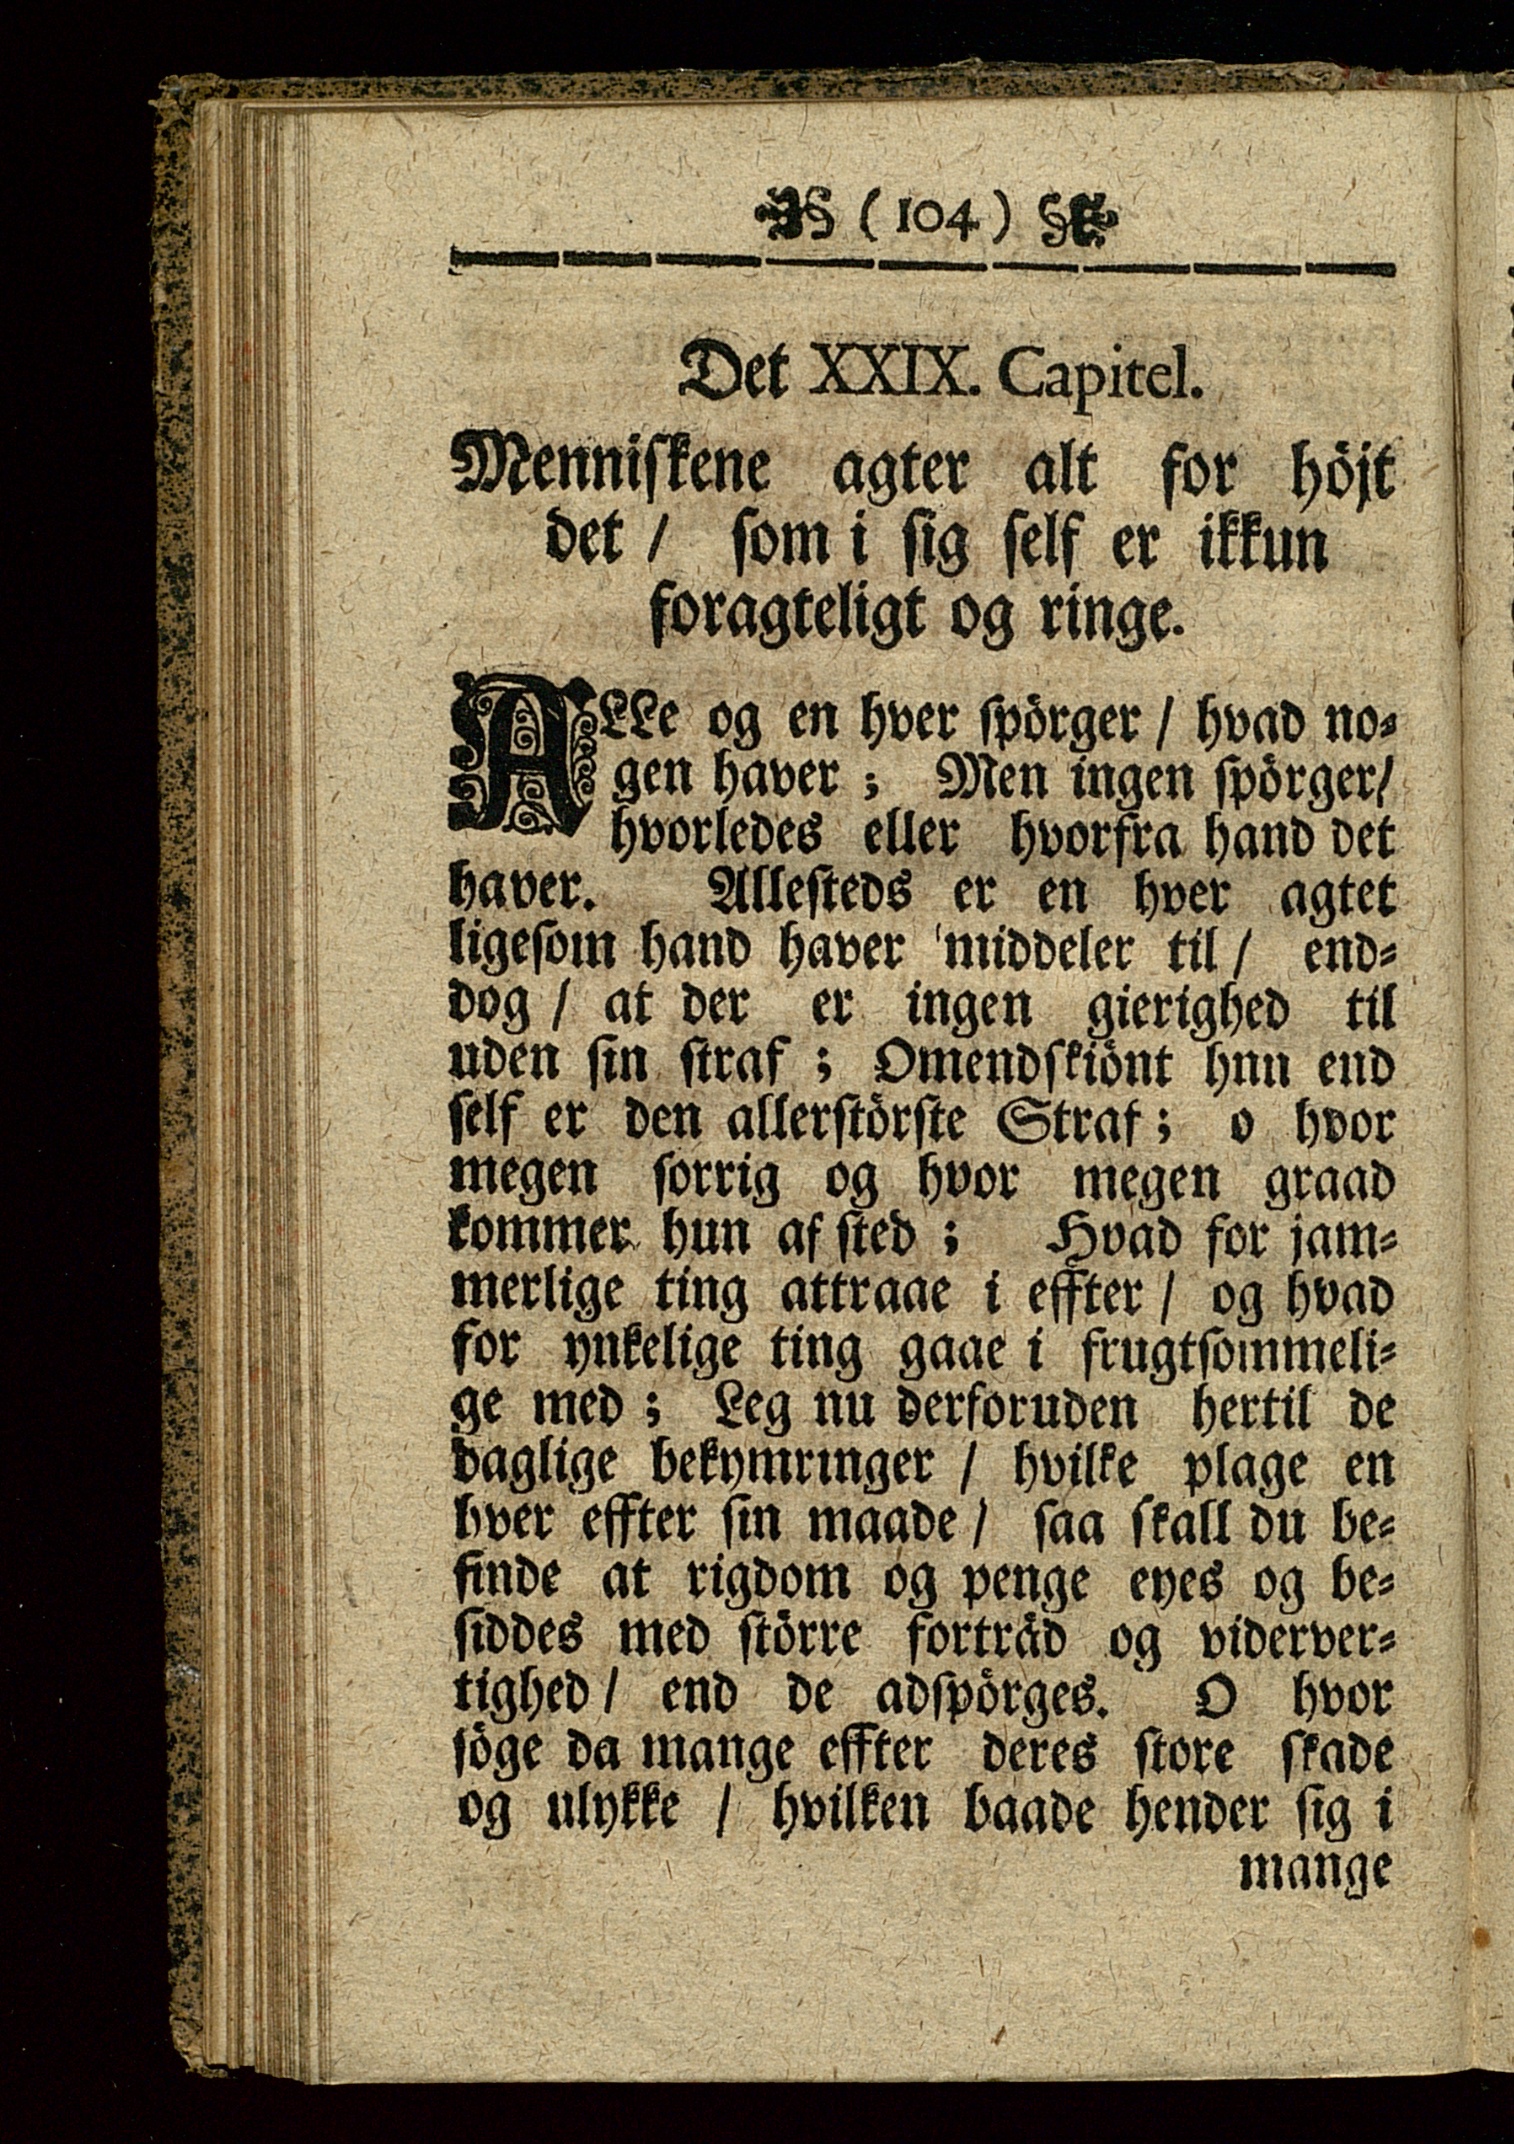 ( 104 )
Det XXIX. Capitel.
Menniskene agter alt for höjt
det / som i sig self er ikkun
foragteligt og ringe.
ALLe og en hver spörger / hvad no-
gen haver ; Men ingen spörger/
hvorledes eller hvorfra hand det
haver. Allesteds er en hver agtet
ligesom hand haver middeler til / end-
dog / at der er ingen gierighed til
uden sin straf ; Omendskiönt hnn end
self er den allerstörste Straf ; o hvor
megen sorrig og hvor megen graad
kommer hun af sted ; Hvad for jam-
merlige ting attraae i effter / og hvad
for ynkelige ting gaae i frugtsommeli-
ge med ; Leg nu derforuden hertil de
daglige bekymringer / hvilke plage en
hver effter sin maade / saa skall du be-
finde at rigdom og penge eyes og be-
siddes med större forträd og viderver-
tighed / end de adspörges. O hvor
söge da mange effter deres store skade
og ulykke / hvilken baade hender sig i
mange